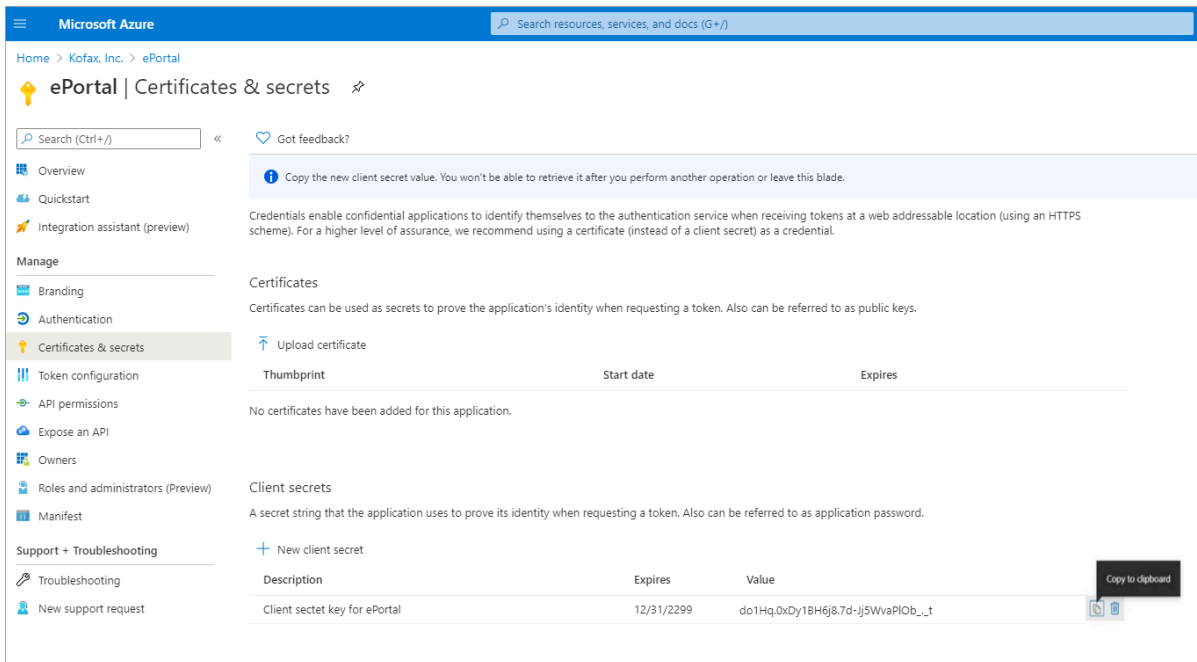 Microsoft Azure
Search resources, services, and docs (G+/)
Home > Kofax, Inc. > ePortal
ePortal | Certificates & secrets
Search (Ctrl+/)
«
Overview
Quickstart
Integration assistant (preview)
Manage
Branding
Authentication
Certificates & secrets
Token configuration
API permissions
Expose an API
Owners
Roles and administrators (Preview)
Manifest
Support + Troubleshooting
Troubleshooting
New support request
Got feedback?
Copy the new client secret value. You won't be able to retrieve it after you perform another operation or leave this blade.
Credentials enable confidential applications to identify themselves to the authentication service when receiving tokens at a web addressable location (using an HTTPS
scheme). For a higher level of assurance, we recommend using a certificate (instead of a client secret) as a credential.
Certificates
Certificates can be used as secrets to prove the application's identity when requesting a token. Also can be referred to as public keys.
Upload certificate
Thumbprint Start date Expires
No certificates have been added for this application.
Client secrets
A secret string that the application uses to prove its identity when requesting a token. Also can be referred to as application password.
New client secret
Description Expires Value
Copy to clipboard
Client sectet key for ePortal 12/31/2299 do1Hq.0xDy1BH6j8.7d-Jj5WvaPlOb_._t